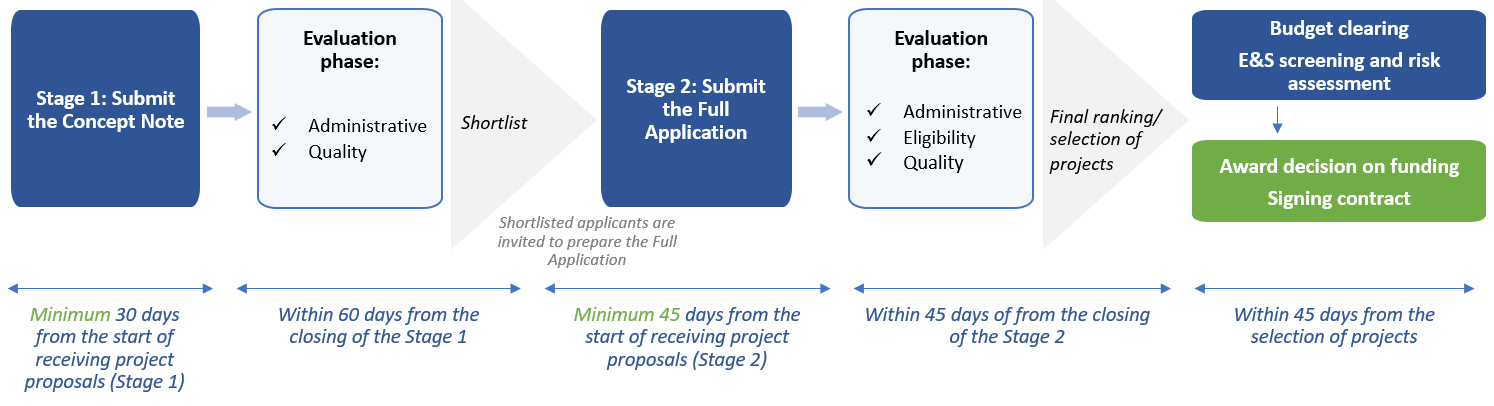 Stage 1: Submit
the Concept Note
Evaluation
phase:
✓ Administrative
✓ Quality
Shortlist
Shortlisted applicants are
invited to prepare the Full
Application
Stage 2: Submit
the Full
Application
Evaluation
phase:
✓ Administrative
✓ Eligibility
✓ Quality
Final ranking/
selection of
projects
Budget clearing
E&S screening and risk
assessment
Award decision on funding
Signing contract
Minimum 30 days
from the start of
receiving project
proposals (Stage 1)
Within 60 days from the
closing of the Stage 1
Minimum 45 days from the
start of receiving project
proposals (Stage 2)
Within 45 days of from the closing
of the Stage 2
Within 45 days from the
selection of projects